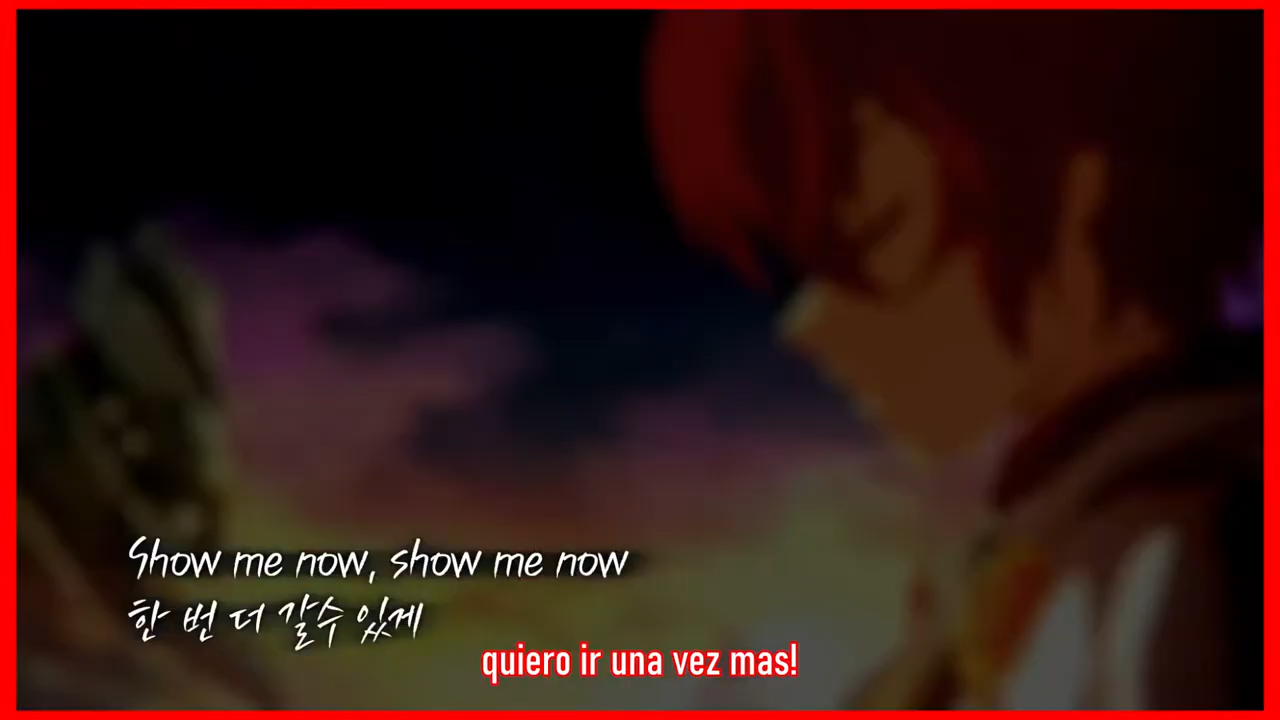 Show me now, show me now
한 번 더 갈수 있게
quiero ir una vez mas!